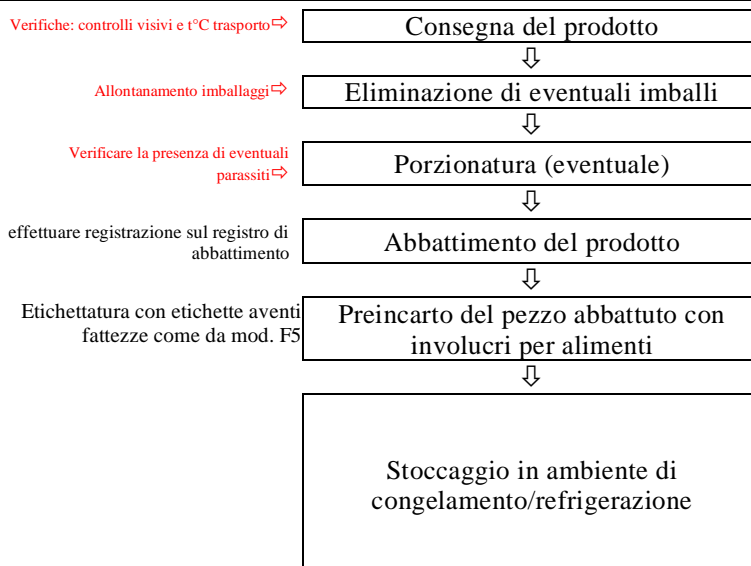 Verifiche: controlli visivi e t°C trasporto⇨
Consegna del prodotto
⇩
Allontanamento imballaggi⇨
Eliminazione di eventuali imballi
⇩
Verificare la presenza di eventuali
parassiti⇨
Porzionatura (eventuale)
⇩
effettuare registrazione sul registro di
abbattimento
Abbattimento del prodotto
⇩
Etichettatura con etichette aventi
fattezze come da mod. F5
Preincarto del pezzo abbattuto con
involucri per alimenti
⇩
Stoccaggio in ambiente di
congelamento/refrigerazione